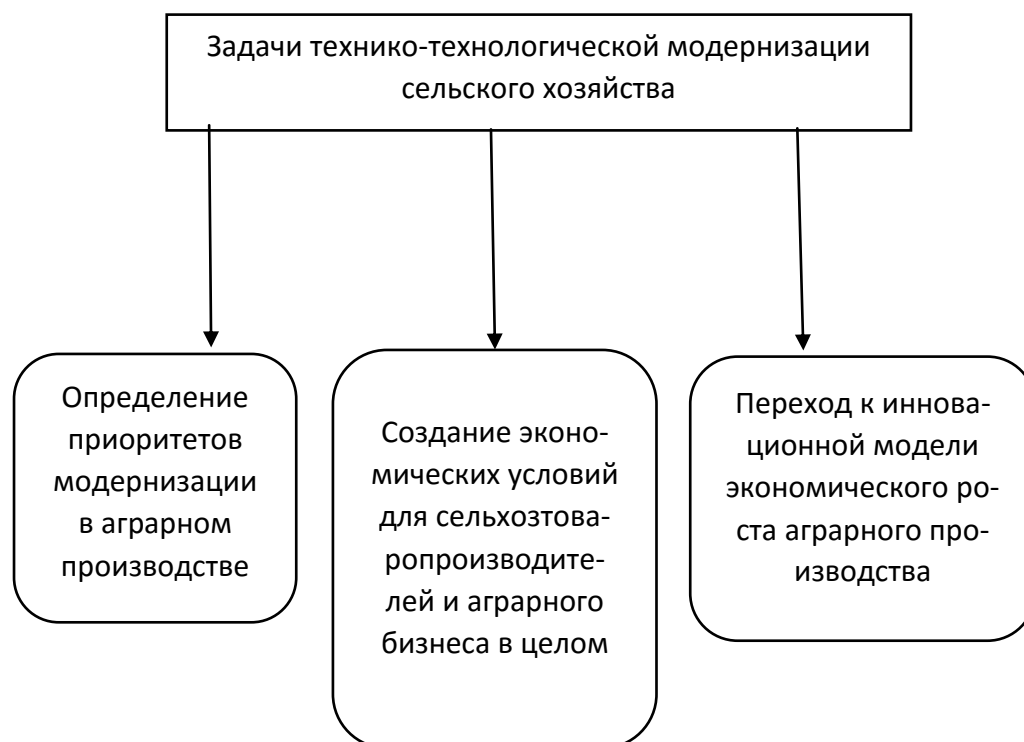 Задачи технико-технологической модернизации
сельского хозяйства
Определение
приоритетов
модернизации
в аграрном
производстве
Создание эконо-
мических условий
для сельхозтова-
ропроизводите-
лей и аграрного
бизнеса в целом
Переход к иннова-
ционной модели
экономического ро-
ста аграрного про-
изводства